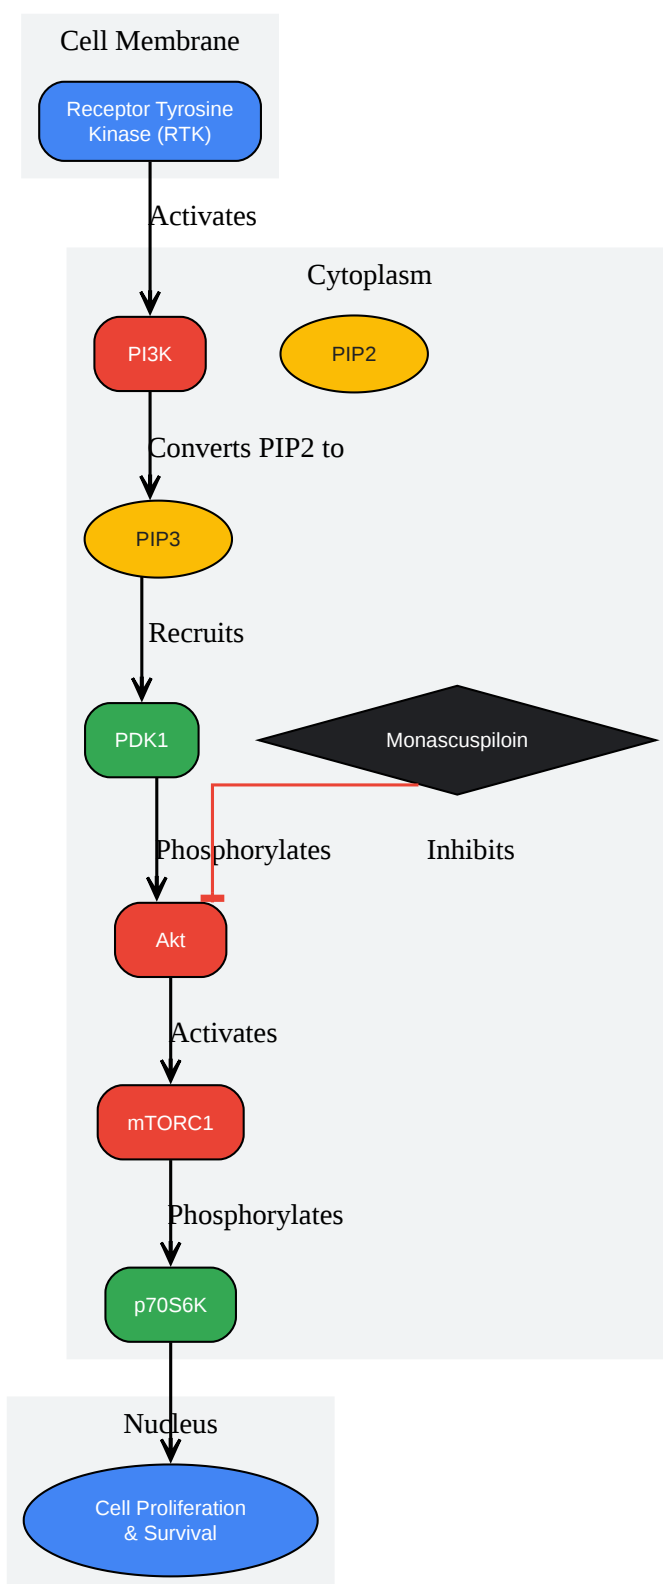 Cell Membrane
Receptor Tyrosine
Kinase (RTK)
Activates
Cytoplasm
PI3K
PIP2
Converts PIP2 to
PIP3
Recruits
PDK1
Monascuspiloin
Phosphorylates
Inhibits
Akt
Activates
mTORC1
Phosphorylates
p70S6K
Nucleus
Cell Proliferation
& Survival